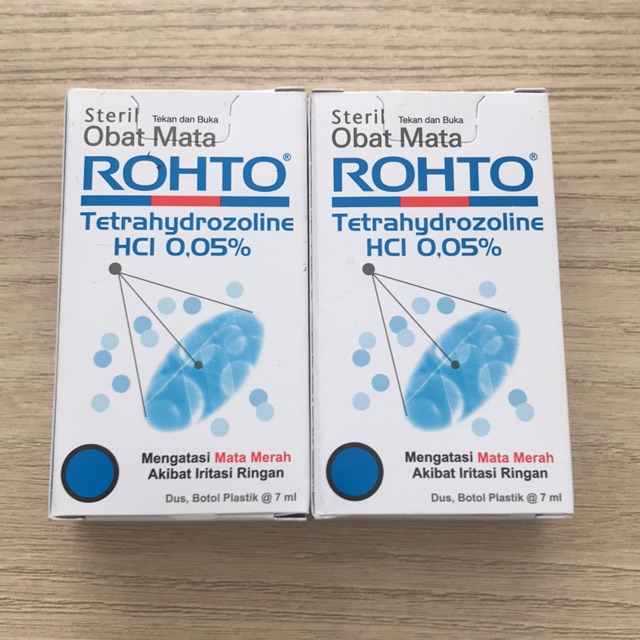 Steril Tekan dan Buka
Obat Mata
ROHTO®
Tetrahydrozoline
HCl 0,05%
Mengatasi Mata Merah
Akibat Iritasi Ringan
Dus, Botol Plastik @ 7 ml
Steril Tekan dan Buka
Obat Mata
ROHTO®
Tetrahydrozoline
HCl 0,05%
Mengatasi Mata Merah
Akibat Iritasi Ringan
Dus, Botol Plastik @ 7 ml